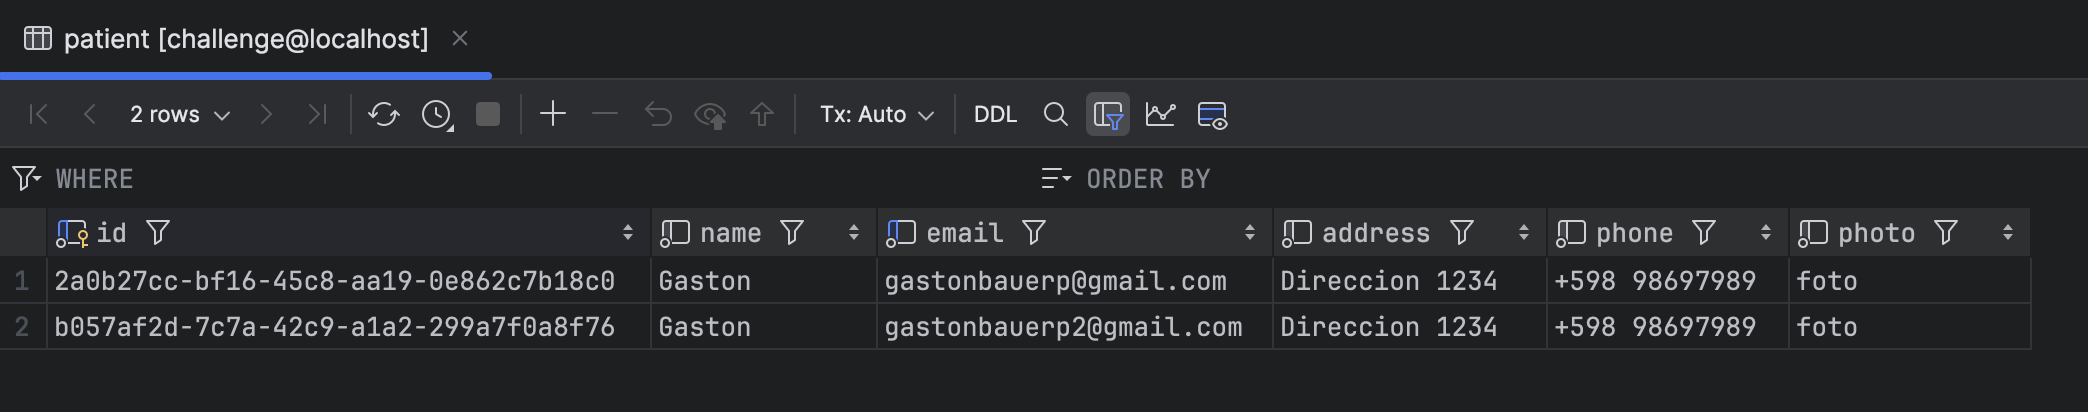 patient [challenge@localhost]
2 rows Tx: Auto DDL
WHERE ORDER BY
id name email address phone photo
1 2a0b27cc-bf16-45c8-aa19-0e862c7b18c0 Gaston gastonbauerp@gmail.com Direccion 1234 +598 98697989 foto
2 b057af2d-7c7a-42c9-a1a2-299a7f0a8f76 Gaston gastonbauerp2@gmail.com Direccion 1234 +598 98697989 foto